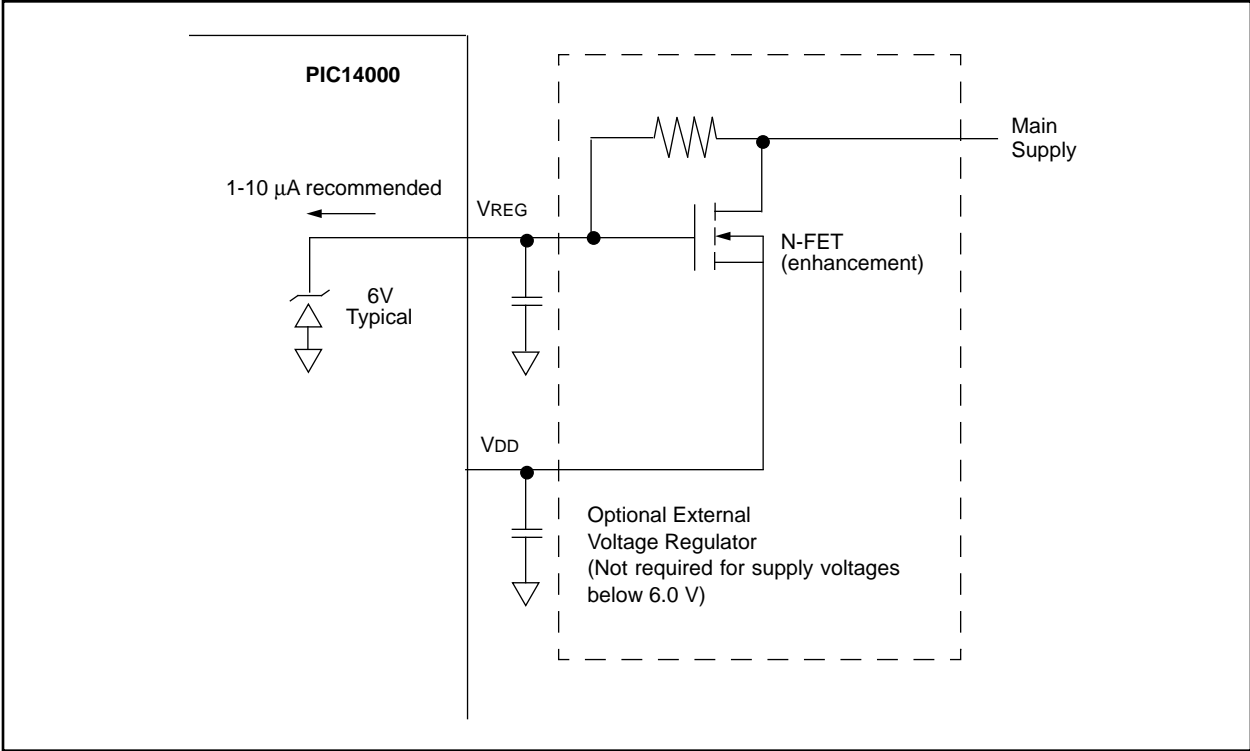 PIC14000
Main
Supply
1-10 μA recommended
VREG
N-FET
(enhancement)
6V
Typical
VDD
Optional External
Voltage Regulator
(Not required for supply voltages
below 6.0 V)